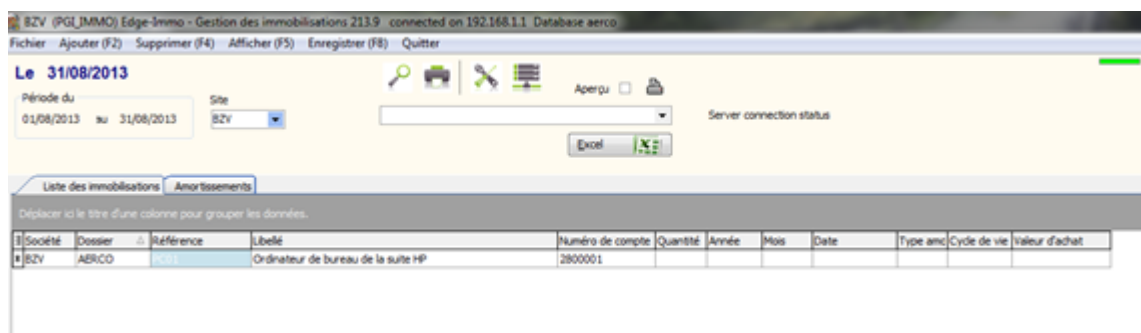 BZV (PGI_IMMO) Edge-Immo - Gestion des immobilisations 213.9 connected on 192.168.1.1 Database aerco
Fichier Ajouter (F2) Supprimer (F4) Afficher (F5) Enregistrer (F8) Quitter
Le 31/08/2013
Aperçu
Période du
Site
01/08/2013 au 31/08/2013
BZV
Server connection status
Excel
Liste des immobilisations
Amortissements
Déplacer ici le titre d'une colonne pour grouper les données.
Société Dossier Référence Libellé Numéro de compte Quantité Année Mois Date Type amc Cycle de vie Valeur d'achat
BZV AERCO PC01 Ordinateur de bureau de la suite HP 2800001